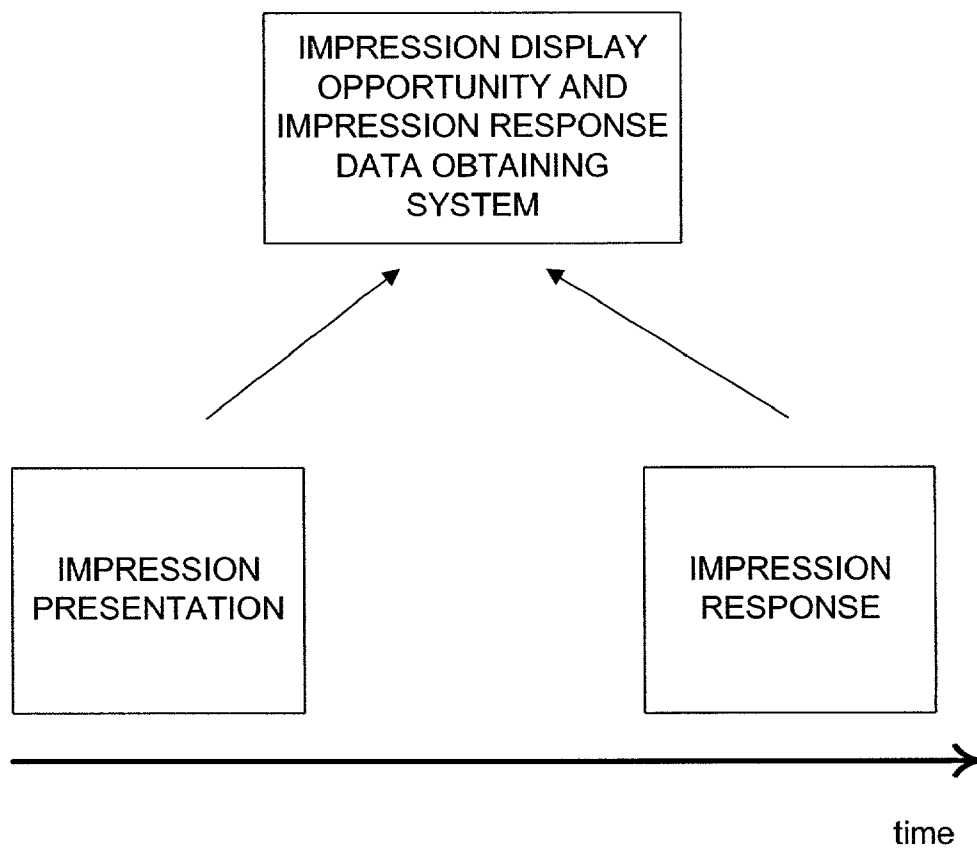 IMPRESSION DISPLAY
OPPORTUNITY AND
IMPRESSION RESPONSE
DATA OBTAINING
SYSTEM
IMPRESSION
PRESENTATION
IMPRESSION
RESPONSE
time